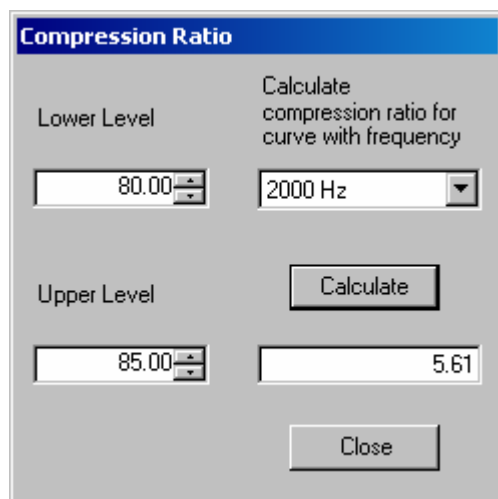 Compression Ratio
Lower Level
Calculate
compression ratio for
curve with frequency
80.00
2000 Hz
Upper Level
Calculate
85.00
5.61
Close